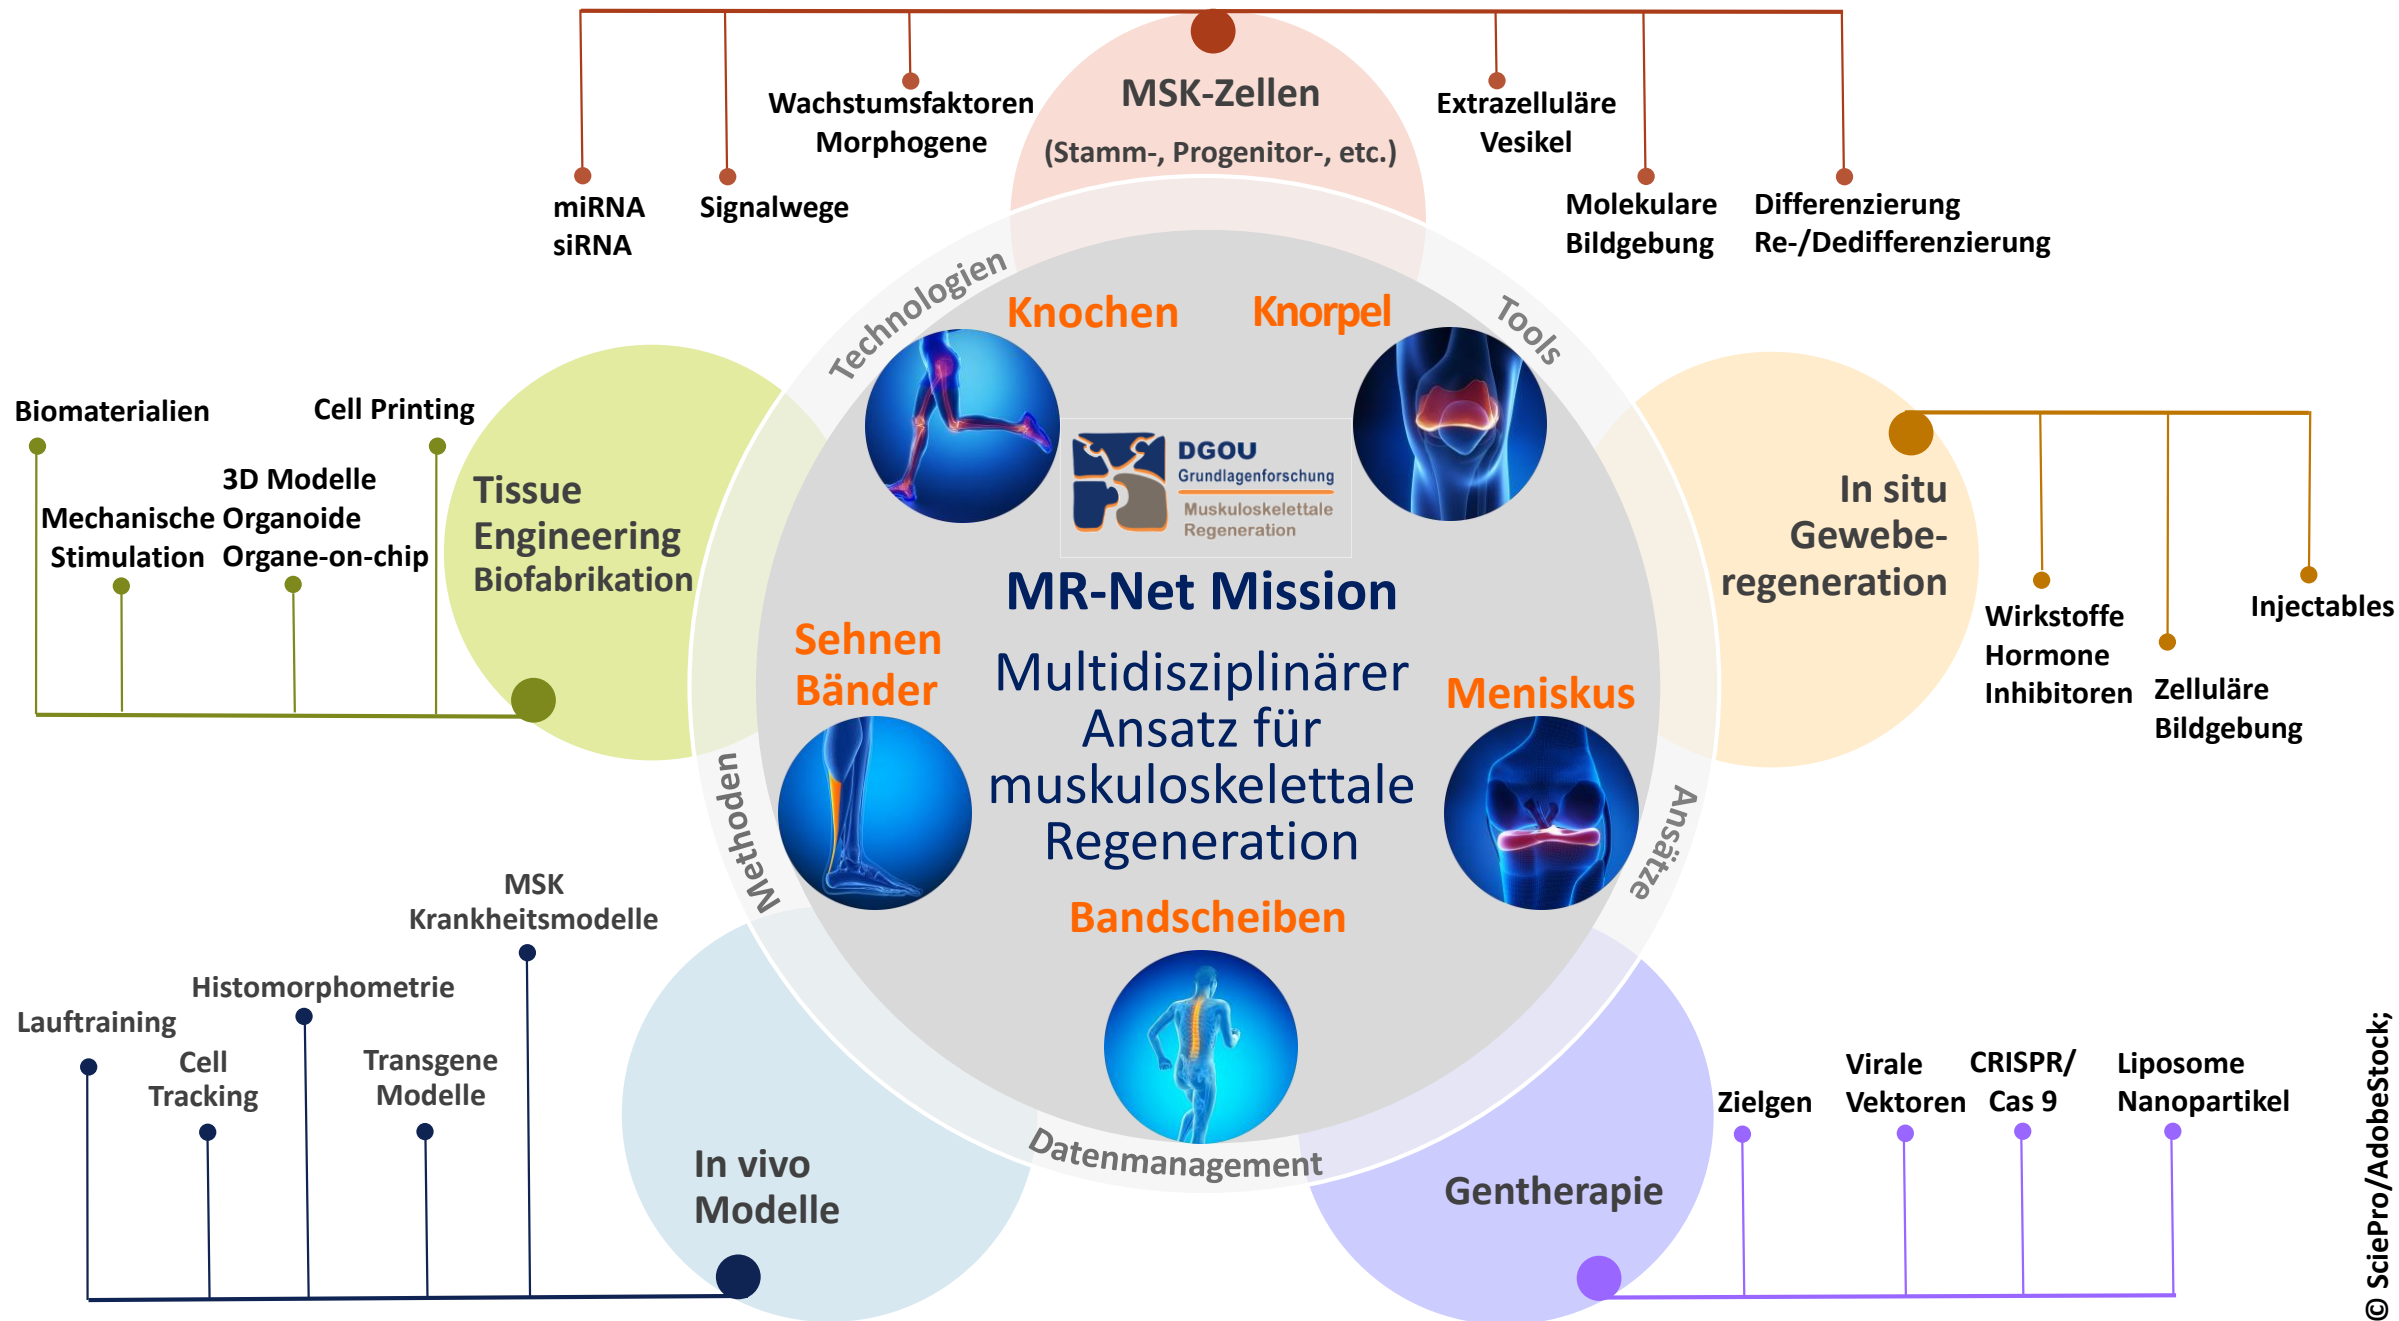 MSK-Zellen
(Stamm-, Progenitor-, etc.)
miRNA
siRNA
Signalwege
Wachstumsfaktoren
Morphogene
Extrazelluläre
Vesikel
Molekulare
Bildgebung
Differenzierung
Re-/Dedifferenzierung
Technologien
Tools
Ansätze
Datenmanagement
Methoden
Knochen
Knorpel
DGOU
Grundlagenforschung
Muskuloskelettale
Regeneration
MR-Net Mission
Multidisziplinärer
Ansatz für
muskuloskelettale
Regeneration
Sehnen
Bänder
Meniskus
Bandscheiben
Biomaterialien
Cell Printing
Mechanische
Stimulation
3D Modelle
Organoide
Organe-on-chip
Tissue
Engineering
Biofabrikation
In situ
Gewebe-
regeneration
Wirkstoffe
Hormone
Inhibitoren
Zelluläre
Bildgebung
Injectables
MSK
Krankheitsmodelle
Histomorphometrie
Lauftraining
Cell
Tracking
Transgene
Modelle
In vivo
Modelle
Gentherapie
Zielgen
Virale
Vektoren
CRISPR/
Cas 9
Liposome
Nanopartikel
© SciePro/AdobeStock;